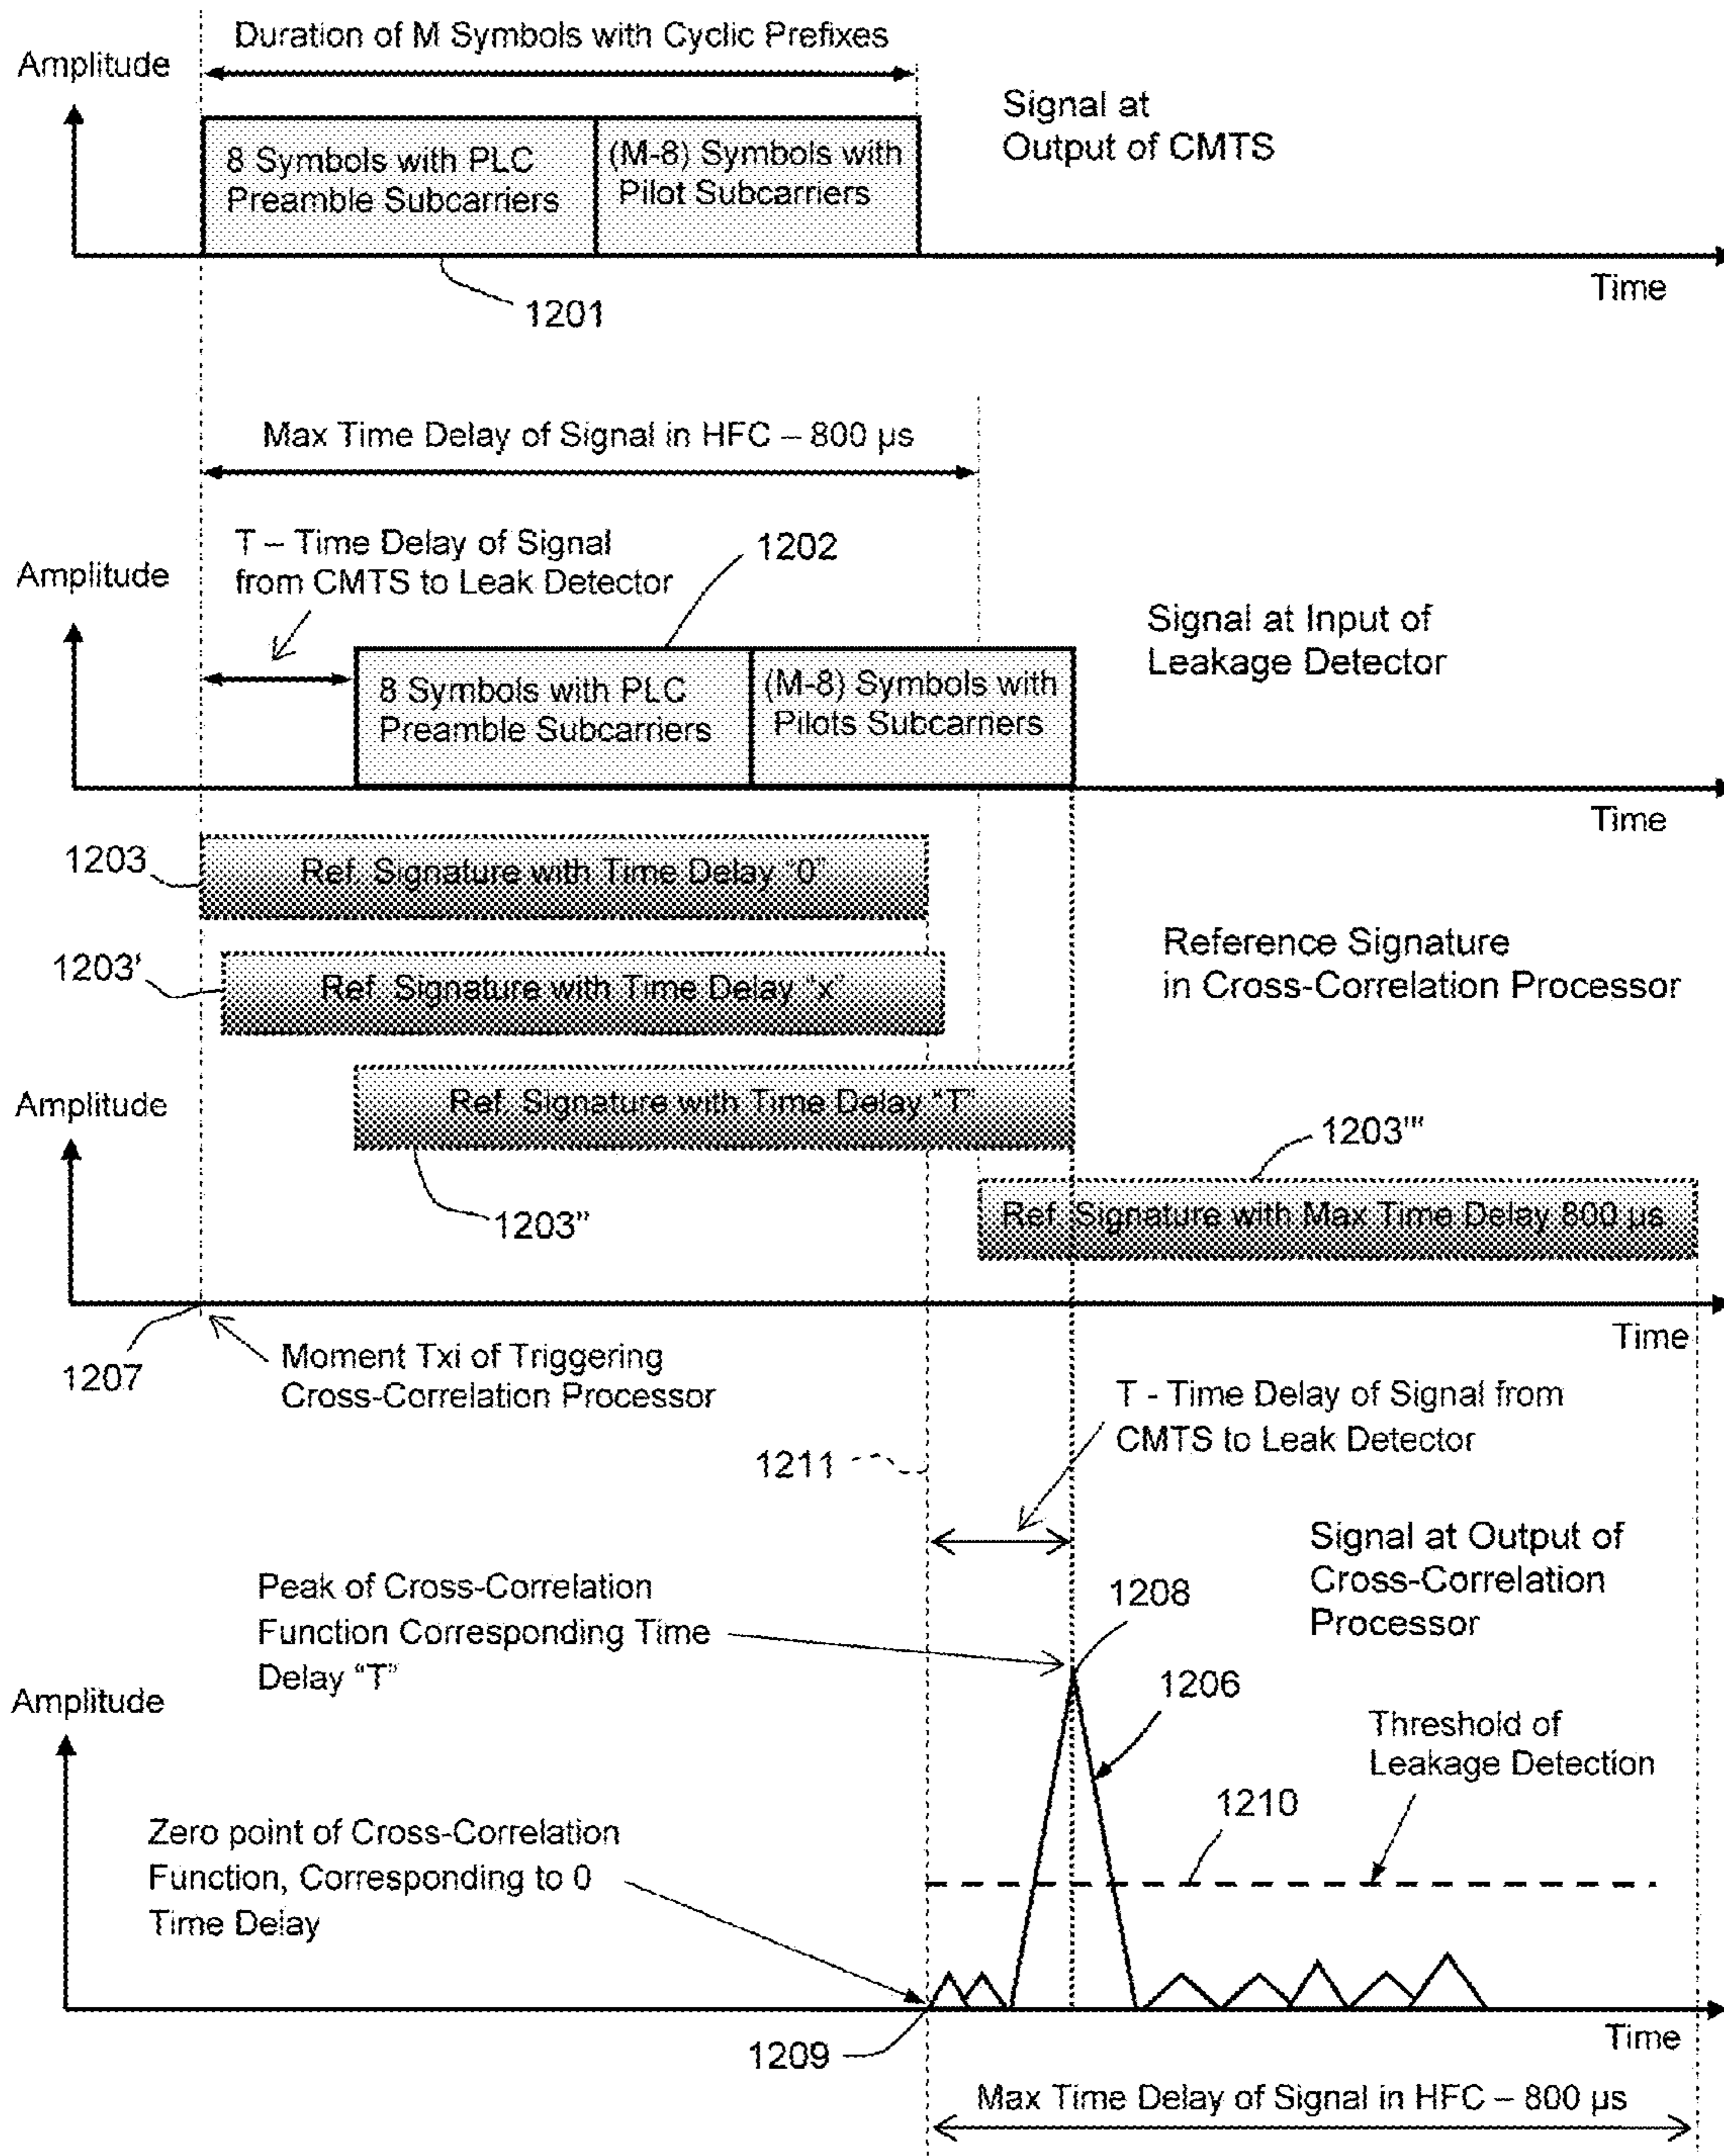 Duration of M Symbols with Cyclic Prefixes
Amplitude
Signal at
Output of CMTS
8 Symbols with PLC
Preamble Subcarriers
(M-8) Symbols with
Pilot Subcarriers
Time
1201
Max Time Delay of Signal in HFC – 800 µs
T – Time Delay of Signal
from CMTS to Leak Detector
1202
Amplitude
Signal at Input of
Leakage Detector
8 Symbols with PLC
Preamble Subcarriers
(M-8) Symbols with
Pilots Subcarriers
Time
1203
Ref. Signature with Time Delay "0"
Reference Signature
in Cross-Correlation Processor
1203'
Ref. Signature with Time Delay "x"
Ref. Signature with Time Delay "T"
Amplitude
1203'''
1203''
Ref. Signature with Max Time Delay 800 µs
Time
1207
Moment Txi of Triggering
Cross-Correlation Processor
T - Time Delay of Signal from
CMTS to Leak Detector
1211
Signal at Output of
Cross-Correlation
Processor
Peak of Cross-Correlation
Function Corresponding Time
Delay "T"
1208
1206
Amplitude
Threshold of
Leakage Detection
1210
Zero point of Cross-Correlation
Function, Corresponding to 0
Time Delay
Time
1209
Max Time Delay of Signal in HFC – 800 µs